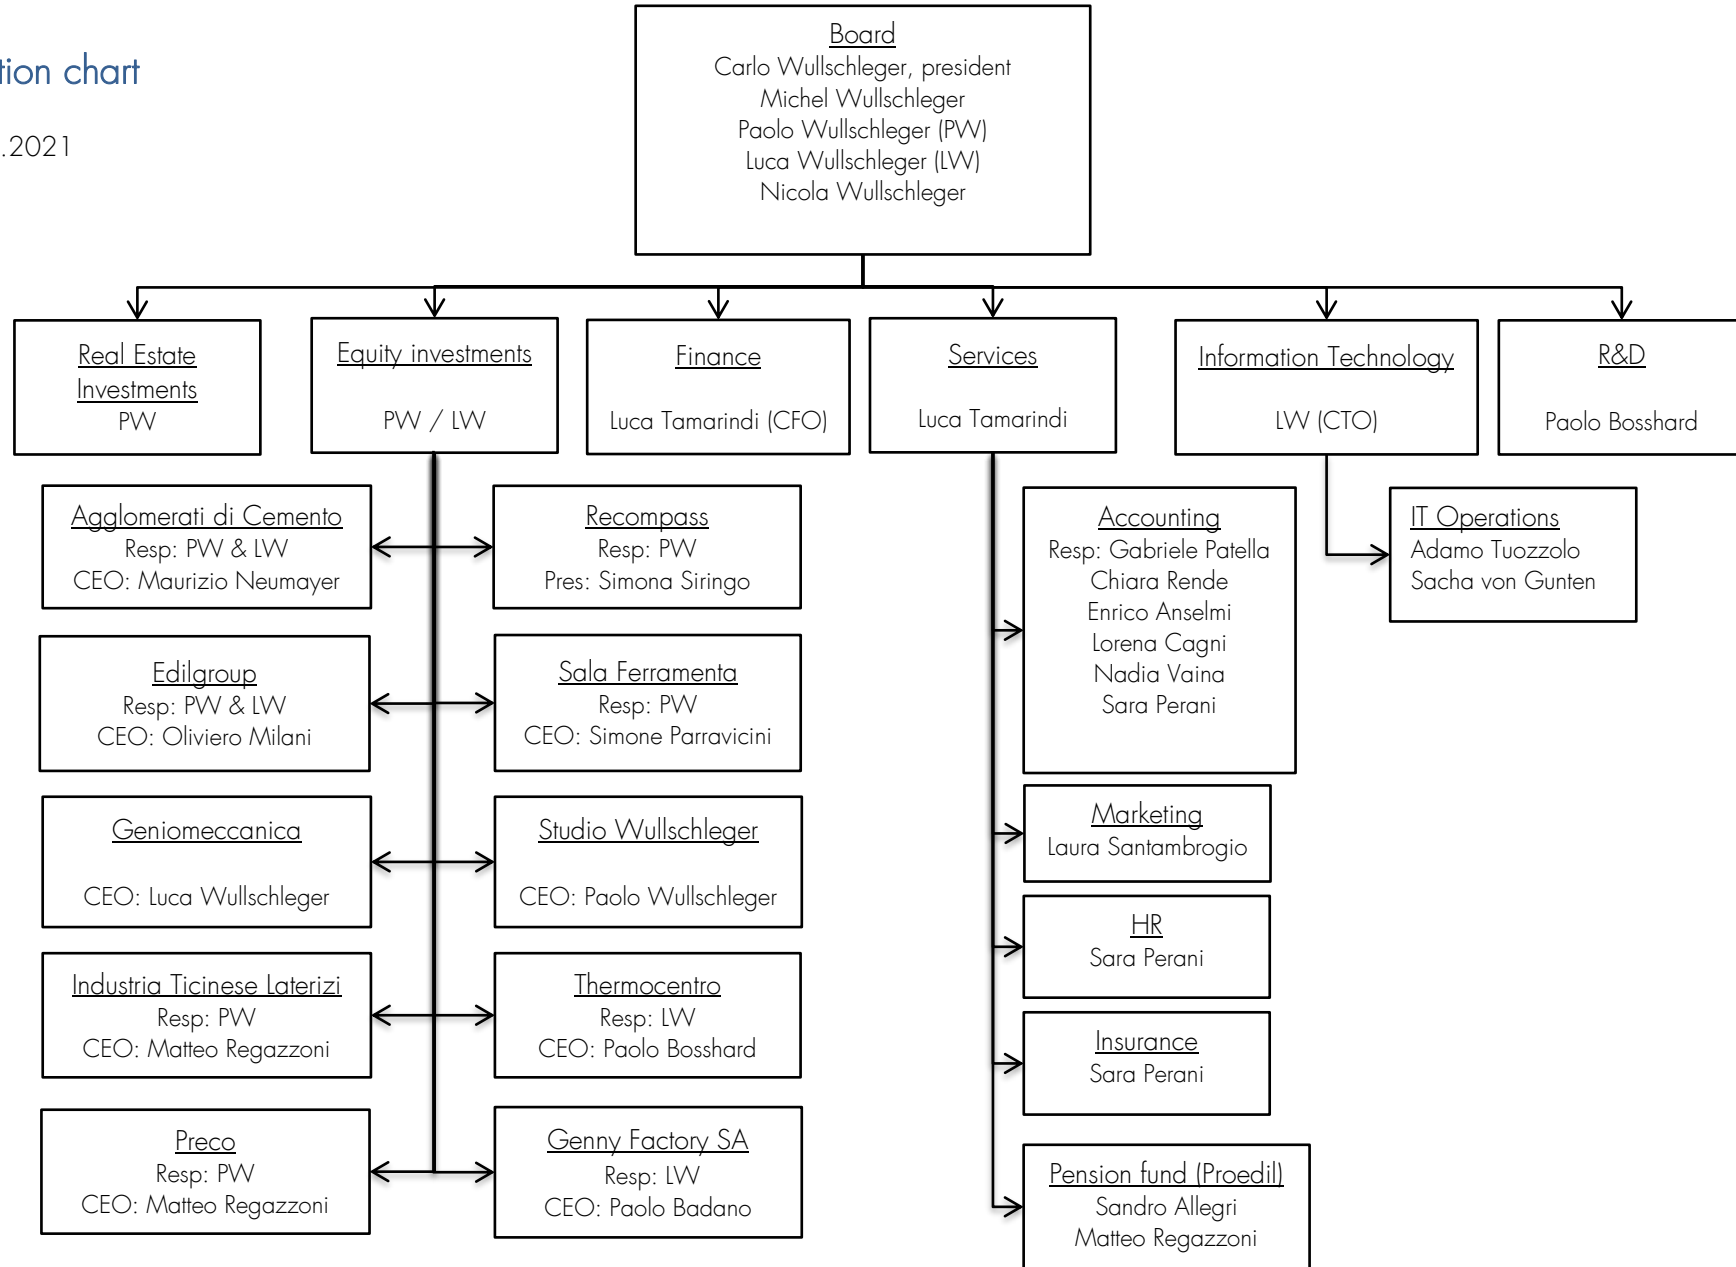 tion chart
.2021
Board
Carlo Wullschleger, president
Michel Wullschleger
Paolo Wullschleger (PW)
Luca Wullschleger (LW)
Nicola Wullschleger
Real Estate
Investments
PW
Equity investments
PW / LW
Finance
Luca Tamarindi (CFO)
Services
Luca Tamarindi
Information Technology
LW (CTO)
R&D
Paolo Bosshard
Agglomerati di Cemento
Resp: PW & LW
CEO: Maurizio Neumayer
Recompass
Resp: PW
Pres: Simona Siringo
Accounting
Resp: Gabriele Patella
Chiara Rende
Enrico Anselmi
Lorena Cagni
Nadia Vaina
Sara Perani
IT Operations
Adamo Tuozzolo
Sacha von Gunten
Edilgroup
Resp: PW & LW
CEO: Oliviero Milani
Sala Ferramenta
Resp: PW
CEO: Simone Parravicini
Geniomeccanica
CEO: Luca Wullschleger
Studio Wullschleger
CEO: Paolo Wullschleger
Marketing
Laura Santambrogio
HR
Sara Perani
Industria Ticinese Laterizi
Resp: PW
CEO: Matteo Regazzoni
Thermocentro
Resp: LW
CEO: Paolo Bosshard
Insurance
Sara Perani
Preco
Resp: PW
CEO: Matteo Regazzoni
Genny Factory SA
Resp: LW
CEO: Paolo Badano
Pension fund (Proedil)
Sandro Allegri
Matteo Regazzoni